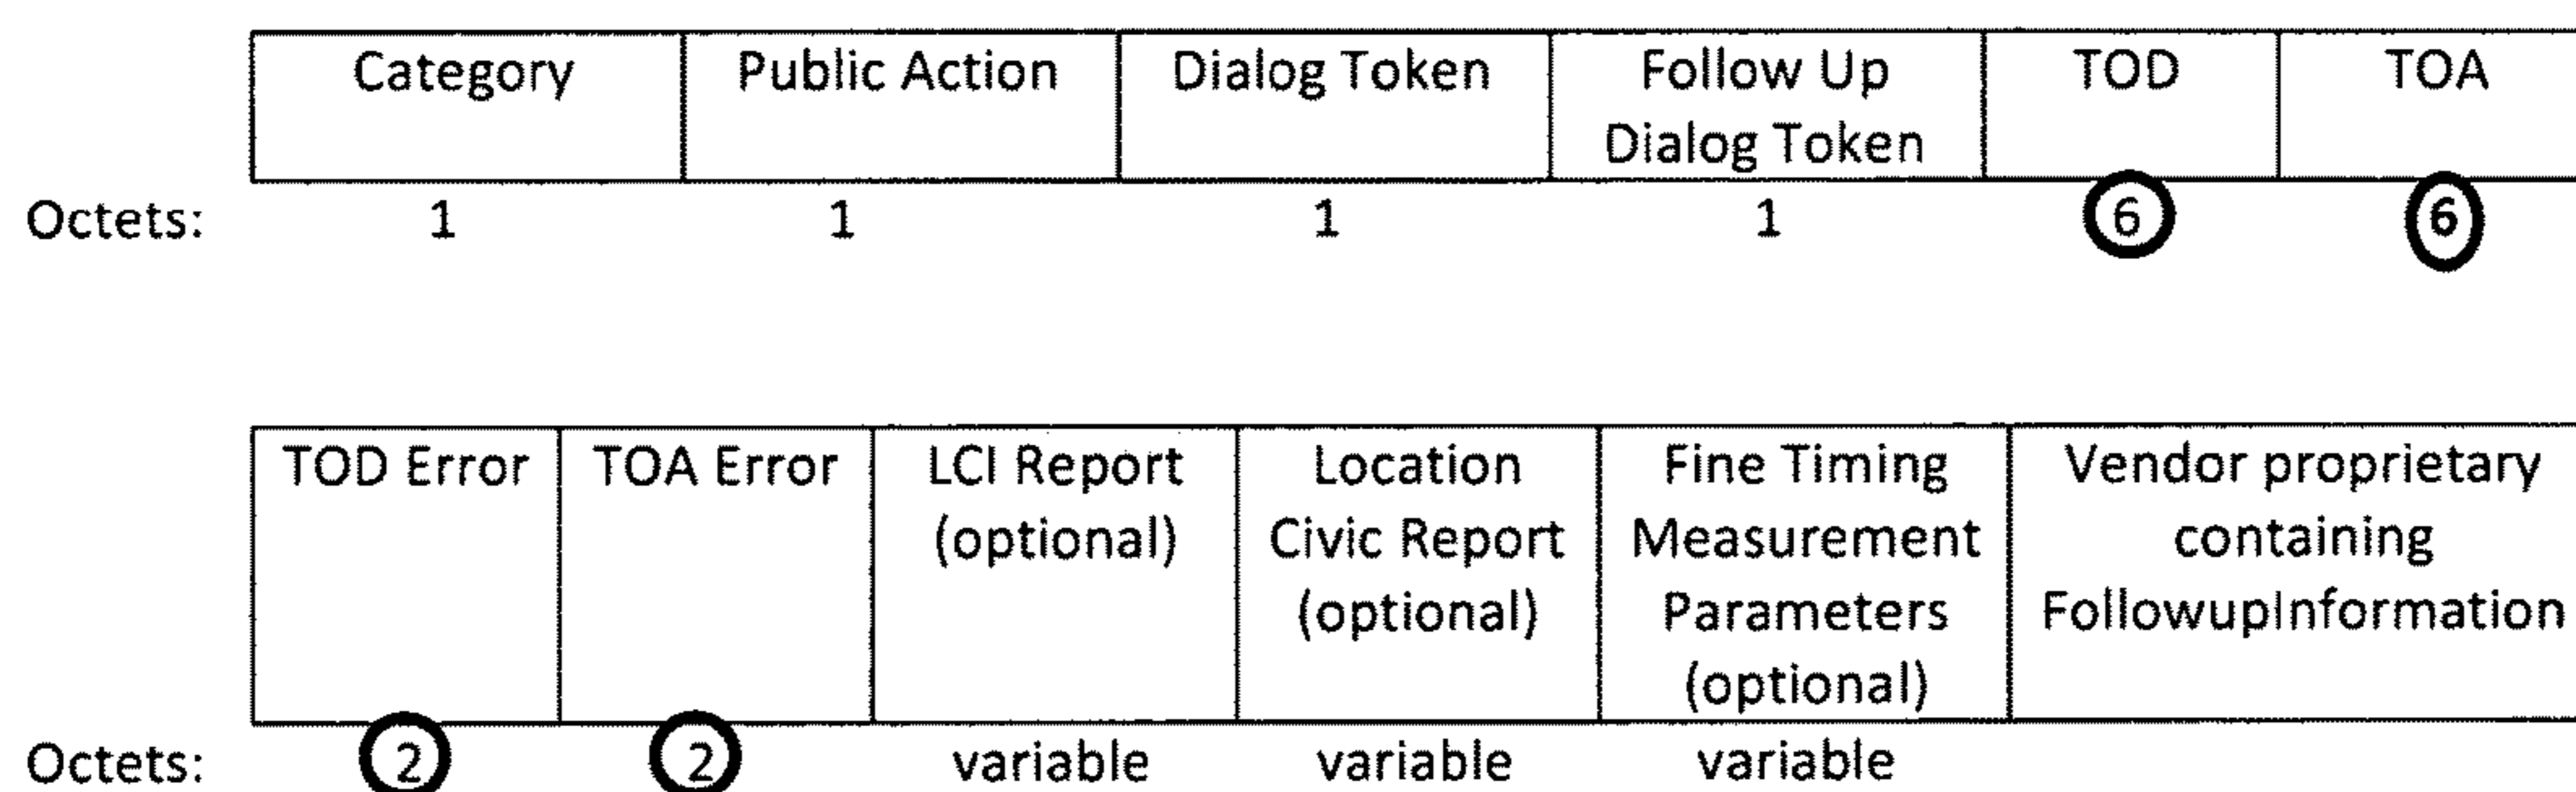 Category Public Action Dialog Token Follow Up TOD TOA
Dialog Token
Octets: 1 1 1 1 6 6
TOD Error TOA Error LCI Report Location Fine Timing Vendor proprietary
(optional) Civic Report Measurement containing
(optional) Parameters FollowupInformation
(optional)
Octets: 2 2 variable variable variable